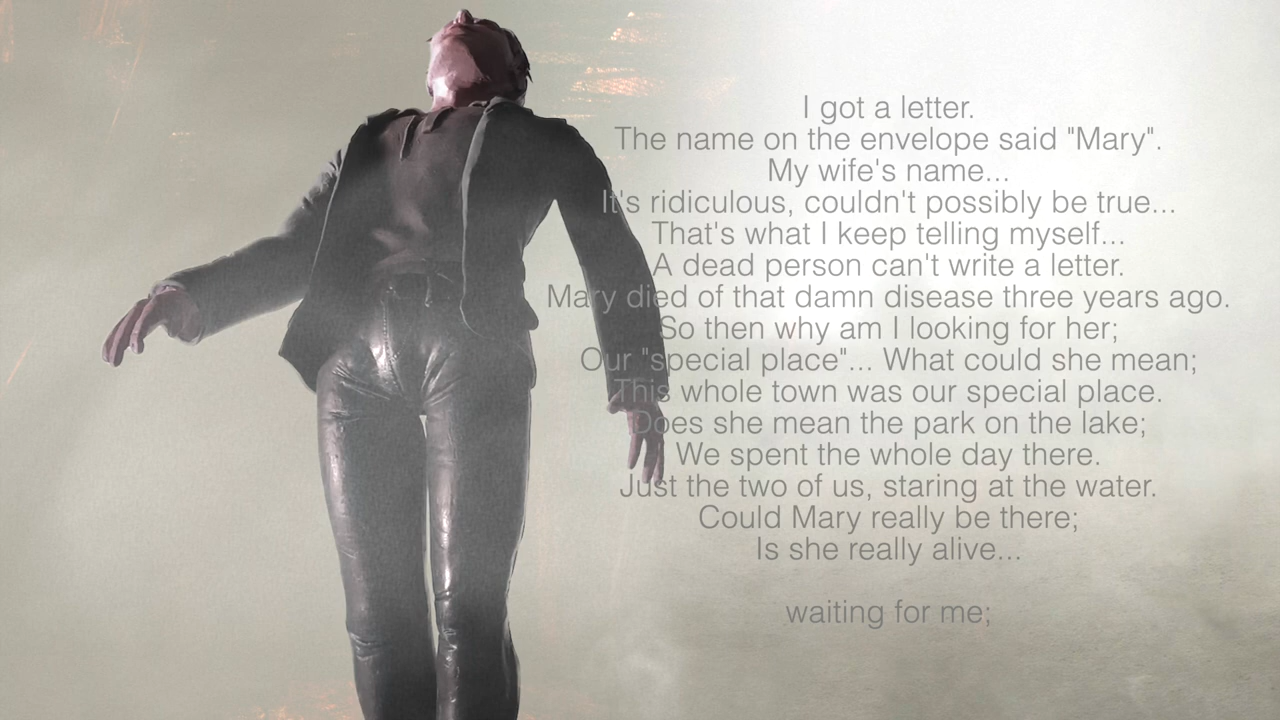 I got a letter.
The name on the envelope said "Mary".
My wife's name...
It's ridiculous, couldn't possibly be true...
That's what I keep telling myself...
A dead person can't write a letter.
Mary died of that damn disease three years ago.
So then why am I looking for her;
Our "special place"... What could she mean;
This whole town was our special place.
Does she mean the park on the lake;
We spent the whole day there.
Just the two of us, staring at the water.
Could Mary really be there;
Is she really alive...
waiting for me;